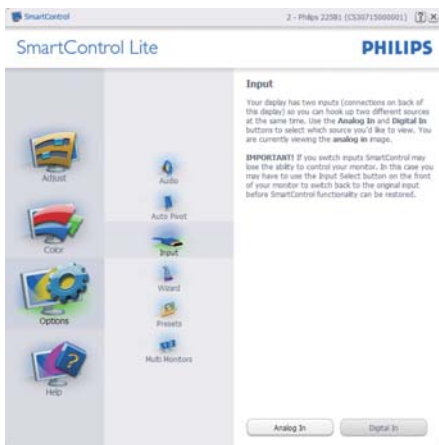 SmartControl
2 - Philips 225B1 (CS30715000001)
SmartControl Lite
PHILIPS
Adjust
Color
Options
Help
Audio
Auto Pivot
Input
Wizard
Presets
Multi Monitors
Input
Your display has two inputs (connections on back of
this display) so you can hook up two different sources
at the same time. Use the Analog In and Digital In
buttons to select which source you'd like to view. You
are currently viewing the analog in image.
IMPORTANT! If you switch inputs SmartControl may
lose the ability to control your monitor. In this case you
may have to use the Input Select button on the front
of your monitor to switch back to the original input
before SmartControl functionality can be restored.
Analog In
Digital In